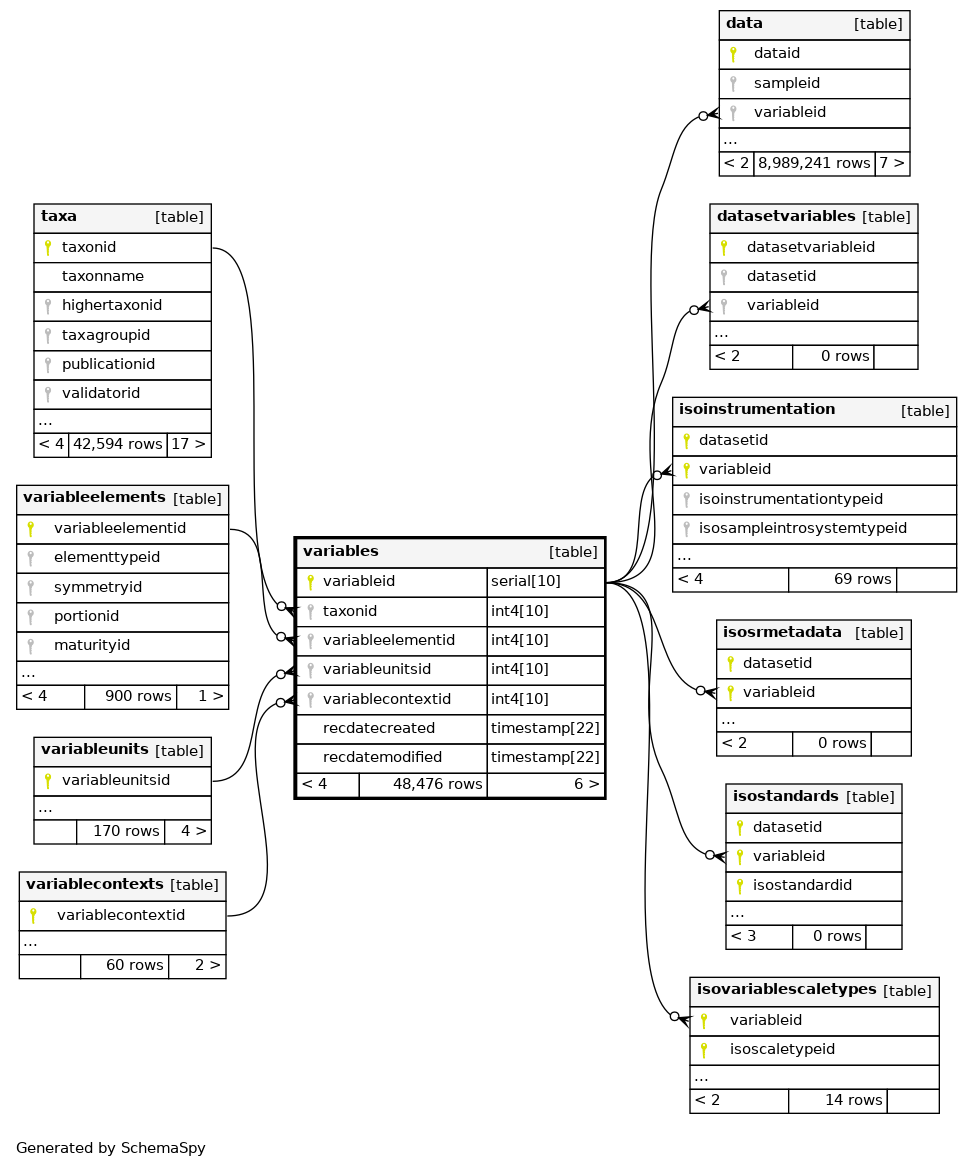 data [table]
dataid
sampleid
variableid
...
< 2 8,989,241 rows 7 >
datasetvariables [table]
datasetvariableid
datasetid
variableid
...
< 2 0 rows
taxa [table]
taxonid
taxonname
highertaxonid
taxagroupid
publicationid
validatorid
...
< 4 42,594 rows 17 >
isoinstrumentation [table]
datasetid
variableid
isoinstrumentationtypeid
isosampleintrosystemtypeid
...
< 4 69 rows
variableelements [table]
variableelementid
elementtypeid
symmetryid
portionid
maturityid
...
< 4 900 rows 1 >
variables [table]
variableid serial[10]
taxonid int4[10]
variableelementid int4[10]
variableunitsid int4[10]
variablecontextid int4[10]
recdatecreated timestamp[22]
recdatemodified timestamp[22]
< 4 48,476 rows 6 >
isosrmetadata [table]
datasetid
variableid
...
< 2 0 rows
variableunits [table]
variableunitsid
...
170 rows 4 >
isostandards [table]
datasetid
variableid
isostandardid
...
< 3 0 rows
variablecontexts [table]
variablecontextid
...
60 rows 2 >
isovariablescaletypes [table]
variableid
isoscaletypeid
...
< 2 14 rows
Generated by SchemaSpy